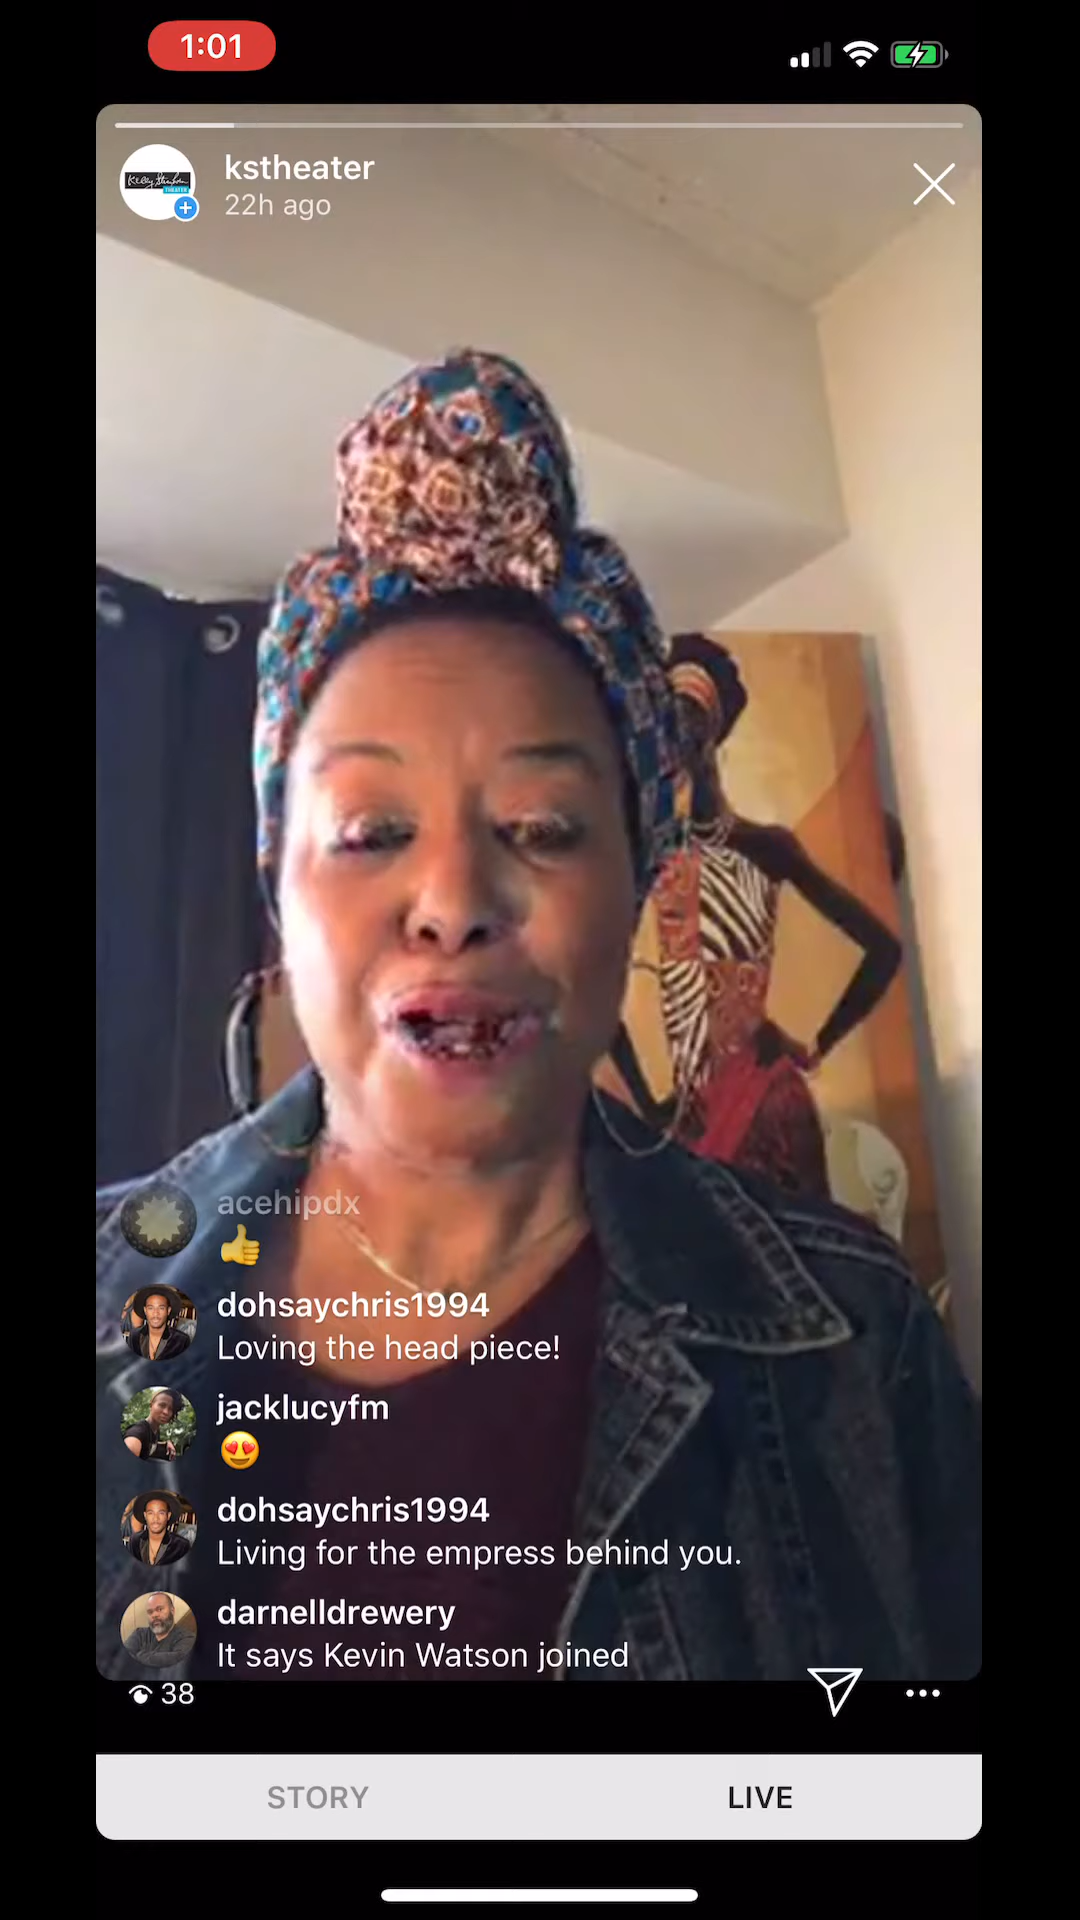 1:01
kstheater
22h ago
THEATER
acehipdx
dohsaychris1994
Loving the head piece!
jacklucyfm
dohsaychris1994
Living for the empress behind you.
darnelldrewery
It says Kevin Watson joined
38
STORY
LIVE